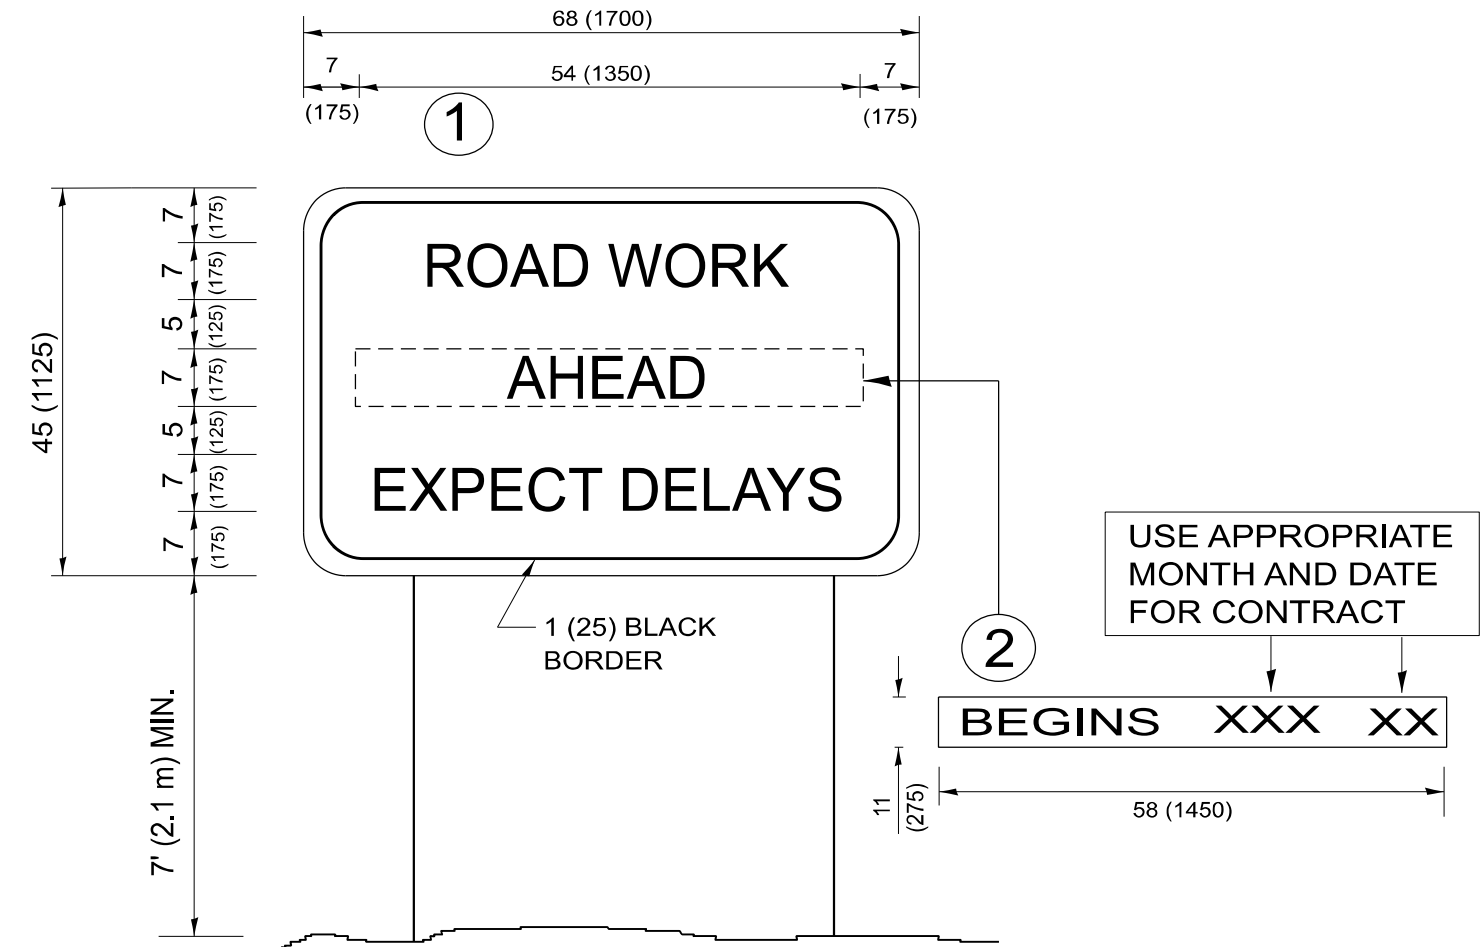 68 (1700)
7
54 (1350)
7
(175)
(175)
1
7 (175)
7 (175)
5 (125)
7 (175)
5 (125)
7 (175)
7 (175)
45 (1125)
ROAD WORK
AHEAD
EXPECT DELAYS
1 (25) BLACK
BORDER
7' (2.1 m) MIN.
USE APPROPRIATE
MONTH AND DATE
FOR CONTRACT
2
BEGINS XXX XX
11
(275)
58 (1450)